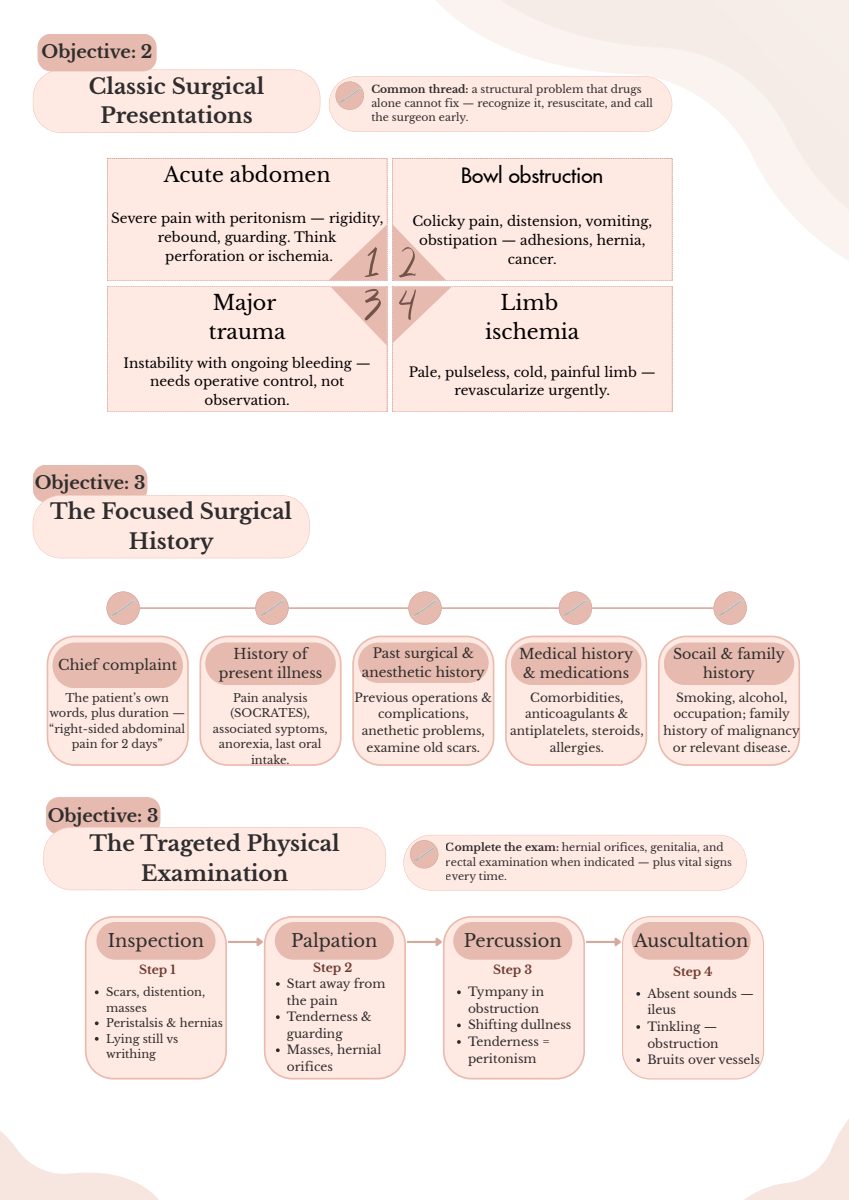 Objective: 2
Classic Surgical
Presentations
Common thread: a structural problem that drugs
alone cannot fix — recognize it, resuscitate, and call
the surgeon early.
Acute abdomen
Severe pain with peritonism — rigidity,
rebound, guarding. Think
perforation or ischemia.
1
Bowl obstruction
Colicky pain, distension, vomiting,
obstipation — adhesions, hernia,
cancer.
2
Major
trauma
Instability with ongoing bleeding —
needs operative control, not
observation.
3
Limb
ischemia
Pale, pulseless, cold, painful limb —
revascularize urgently.
4
Objective: 3
The Focused Surgical
History
Chief complaint
The patient’s own
words, plus duration —
“right-sided abdominal
pain for 2 days”
History of
present illness
Pain analysis
(SOCRATES),
associated syptoms,
anorexia, last oral
intake.
Past surgical &
anesthetic history
Previous operations &
complications,
anethetic problems,
examine old scars.
Medical history
& medications
Comorbidities,
anticoagulants &
antiplatelets, steroids,
allergies.
Socail & family
history
Smoking, alcohol,
occupation; family
history of malignancy
or relevant disease.
Objective: 3
The Trageted Physical
Examination
Complete the exam: hernial orifices, genitalia, and
rectal examination when indicated — plus vital signs
every time.
Inspection
Step 1
• Scars, distention,
masses
• Peristalsis & hernias
• Lying still vs
writhing
Palpation
Step 2
• Start away from
the pain
• Tenderness &
guarding
• Masses, hernial
orifices
Percussion
Step 3
• Tympany in
obstruction
• Shifting dullness
• Tenderness =
peritonism
Auscultation
Step 4
• Absent sounds —
ileus
• Tinkling —
obstruction
• Bruits over vessels